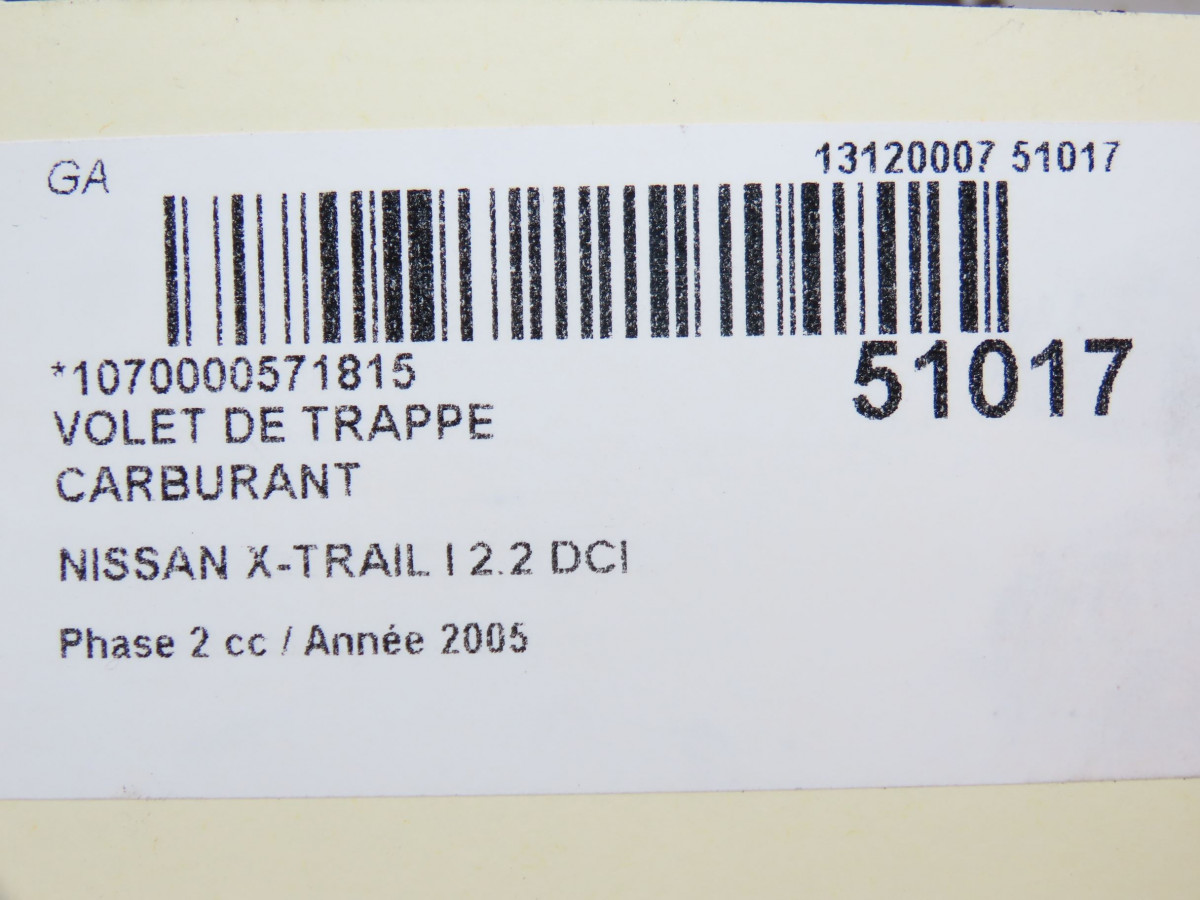 GA
13120007 51017
*1070000571815
51017
VOLET DE TRAPPE
CARBURANT
NISSAN X-TRAIL I 2.2 DCI
Phase 2 cc / Année 2005